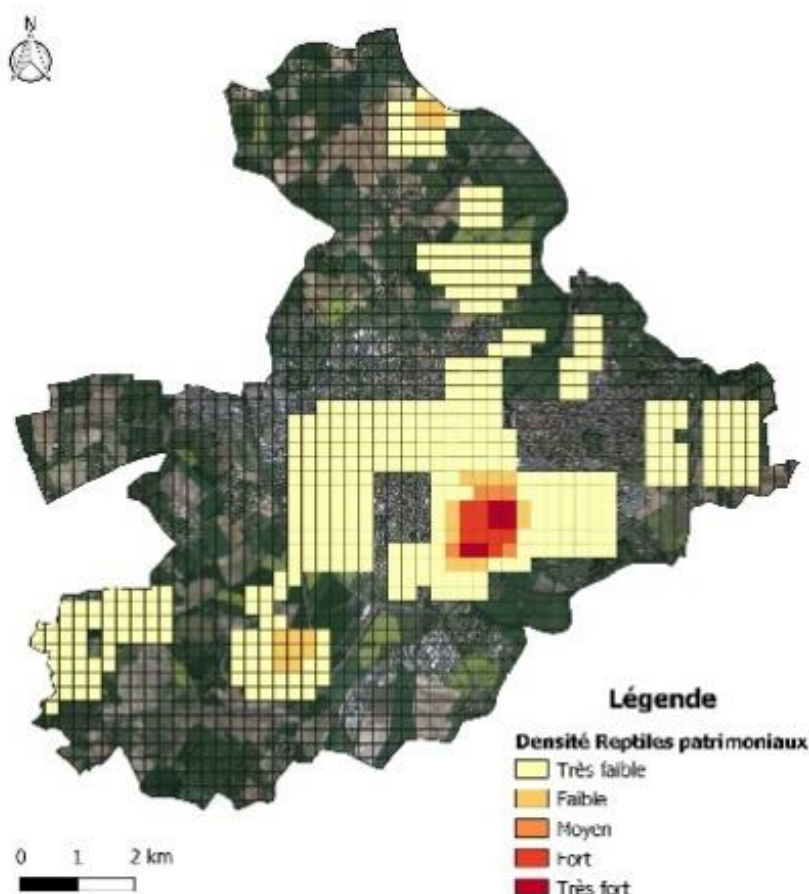 N
Légende
Densité Reptiles patrimoniaux
Très faible
Faible
Moyen
Fort
Très fort
0 1 2 km